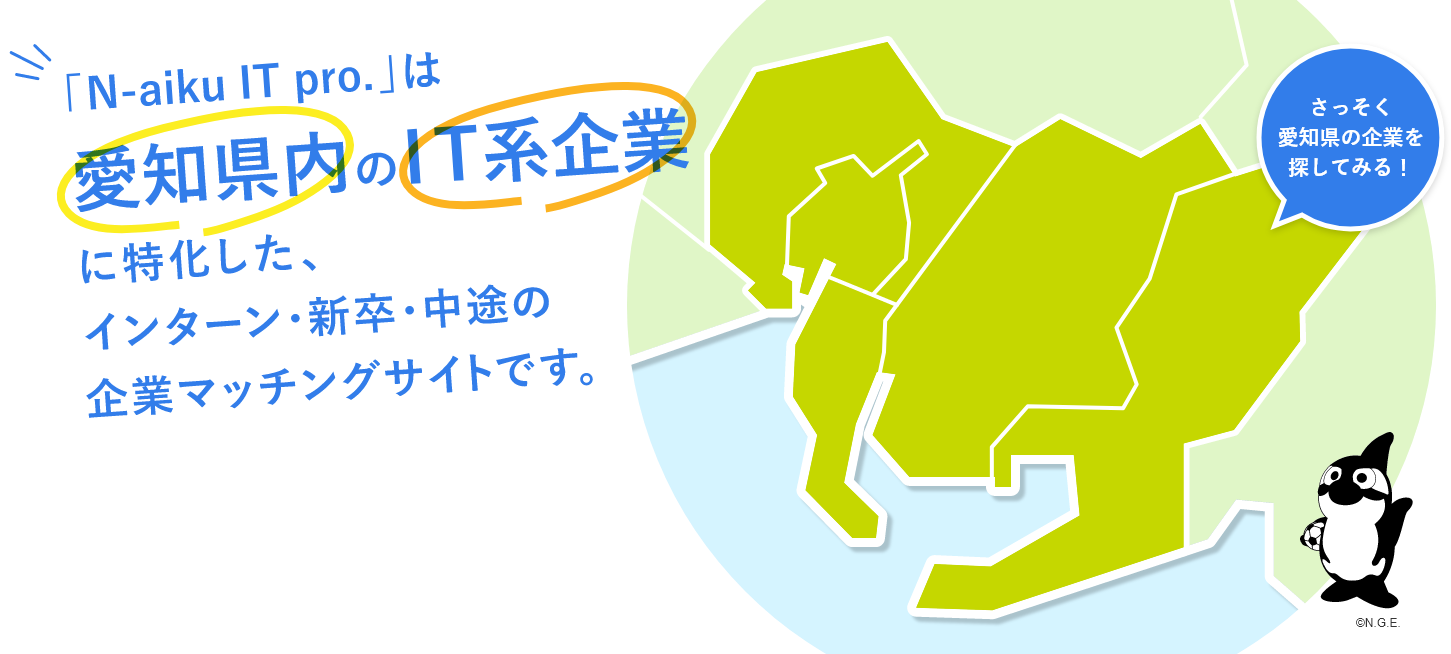 「N-aiku IT pro.」は
愛知県内のIT系企業
に特化した、
インターン・新卒・中途の
企業マッチングサイトです。
さっそく
愛知県の企業を
探してみる！
©N.G.E.